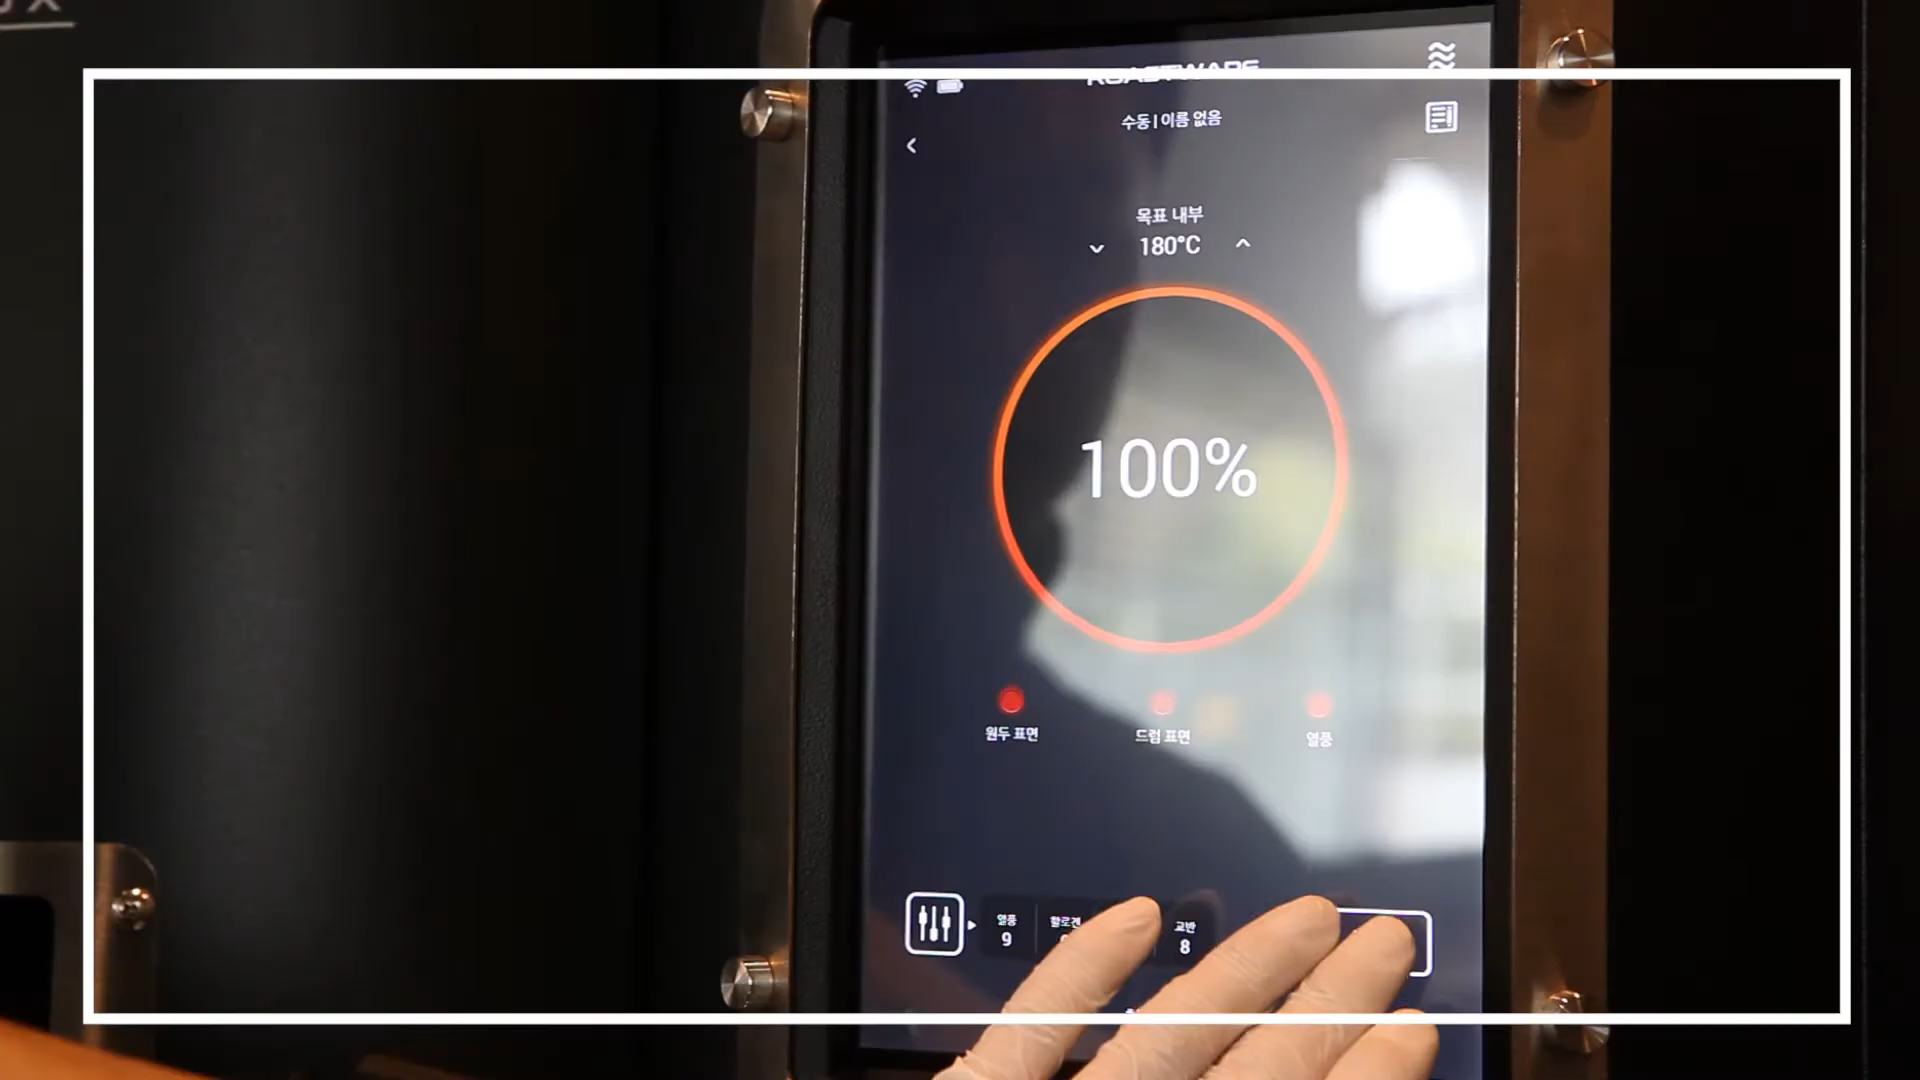 ROASTWARE
수동 | 이름 없음
목표 내부
180°C
100%
원두 표면
드럼 표면
열풍
열풍
할로겐
교반
9
8